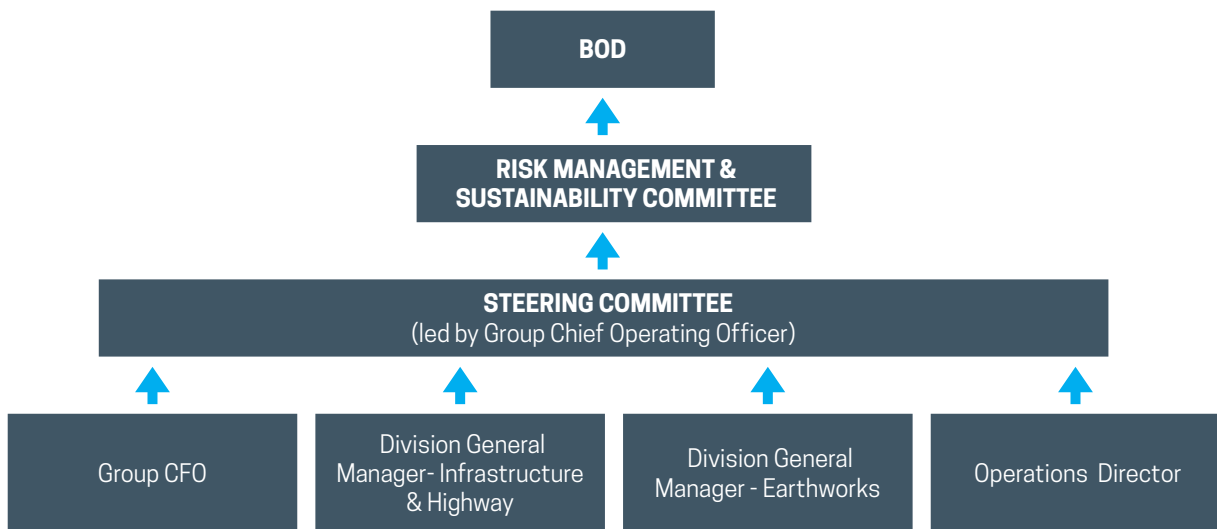 BOD
RISK MANAGEMENT &
SUSTAINABILITY COMMITTEE
STEERING COMMITTEE
(led by Group Chief Operating Officer)
Group CFO
Division General
Manager- Infrastructure
& Highway
Division General
Manager - Earthworks
Operations Director